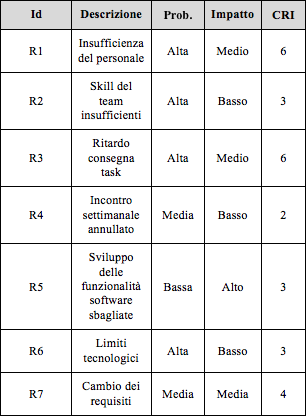 Id Descrizione Prob. Impatto CRI
R1 Insufficienza del personale Alta Medio 6
R2 Skill del team insufficienti Alta Basso 3
R3 Ritardo consegna task Alta Medio 6
R4 Incontro settimanale annullato Media Basso 2
R5 Sviluppo delle funzionalità software sbagliate Bassa Alto 3
R6 Limiti tecnologici Alta Basso 3
R7 Cambio dei requisiti Media Media 4